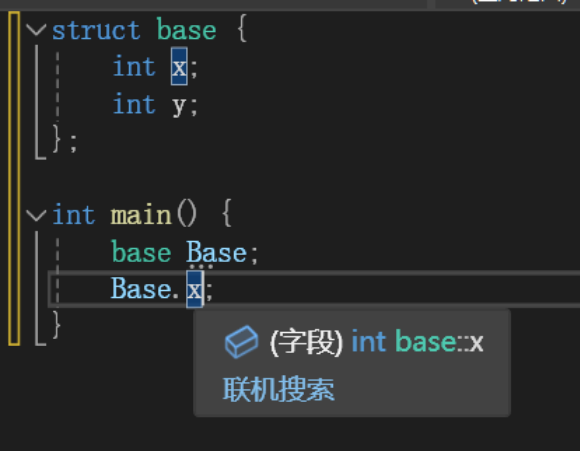 struct base {
int x;
int y;
};
int main() {
base Base;
Base.x;
}
(字段) int base::x
联机搜索